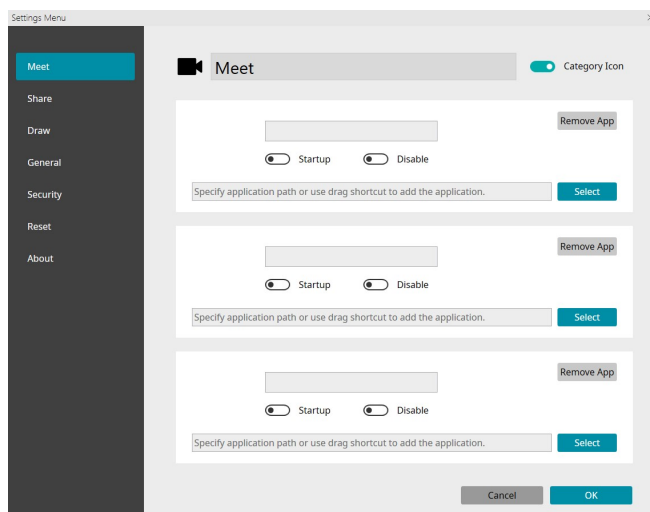 Settings Menu
Meet
Share
Draw
General
Security
Reset
About
Meet
Category Icon
Remove App
Startup
Disable
Specify application path or use drag shortcut to add the application.
Select
Remove App
Startup
Disable
Specify application path or use drag shortcut to add the application.
Select
Remove App
Startup
Disable
Specify application path or use drag shortcut to add the application.
Select
Cancel
OK